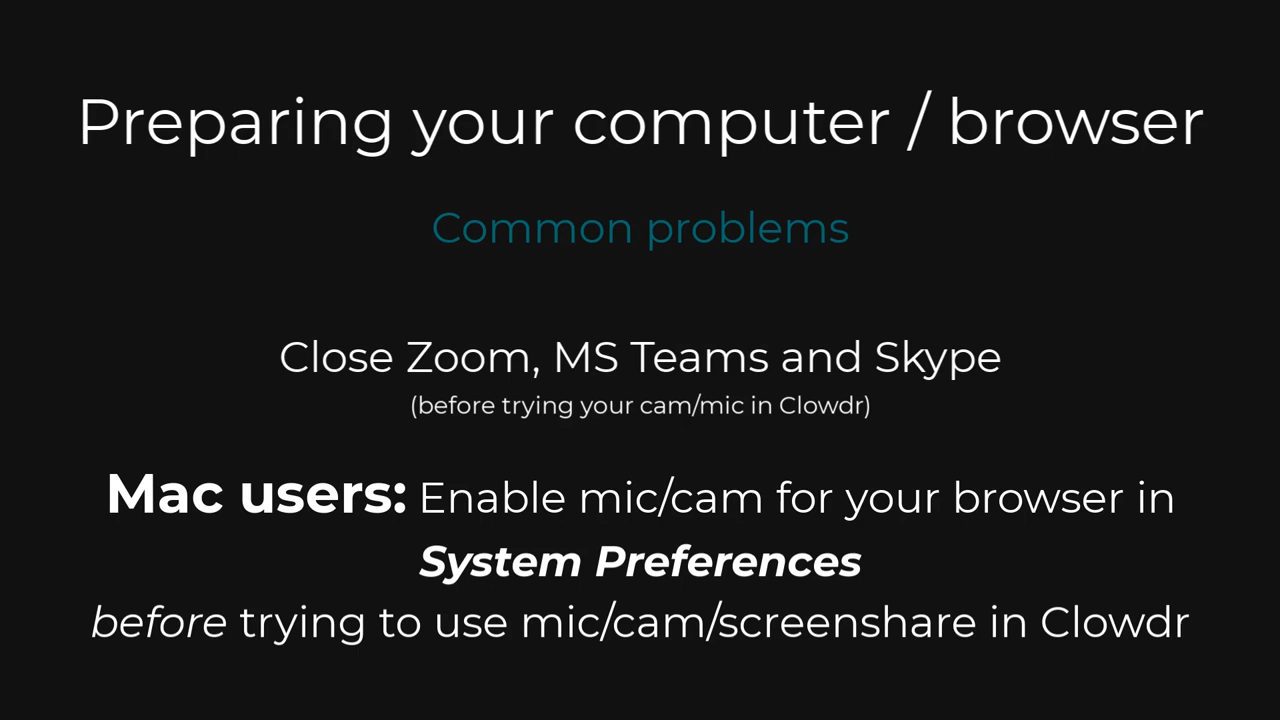 Preparing your computer / browser
Common problems
Close Zoom, MS Teams and Skype
(before trying your cam/mic in Clowdr)
Mac users: Enable mic/cam for your browser in
System Preferences
before trying to use mic/cam/screenshare in Clowdr